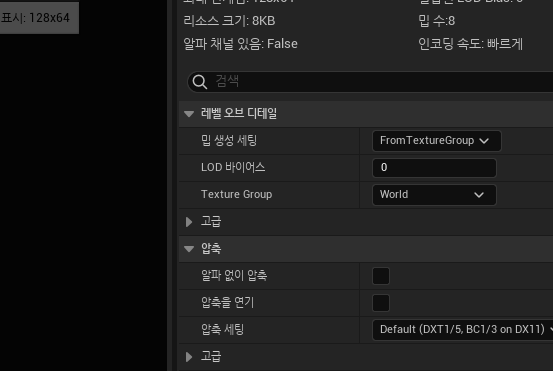 표시: 128x64
리소스 크기: 8KB
밉 수:8
알파 채널 있음: False
인코딩 속도: 빠르게
검색
레벨 오브 디테일
밉 생성 세팅
FromTextureGroup
LOD 바이어스
0
Texture Group
World
고급
압축
알파 없이 압축
압축을 연기
압축 세팅
Default (DXT1/5, BC1/3 on DX11)
고급